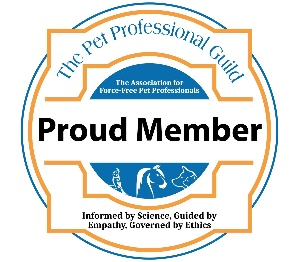 The Pet Professional Guild
The Association for
Force-Free Pet Professionals
Proud Member
Informed by Science, Guided by
Empathy, Governed by Ethics